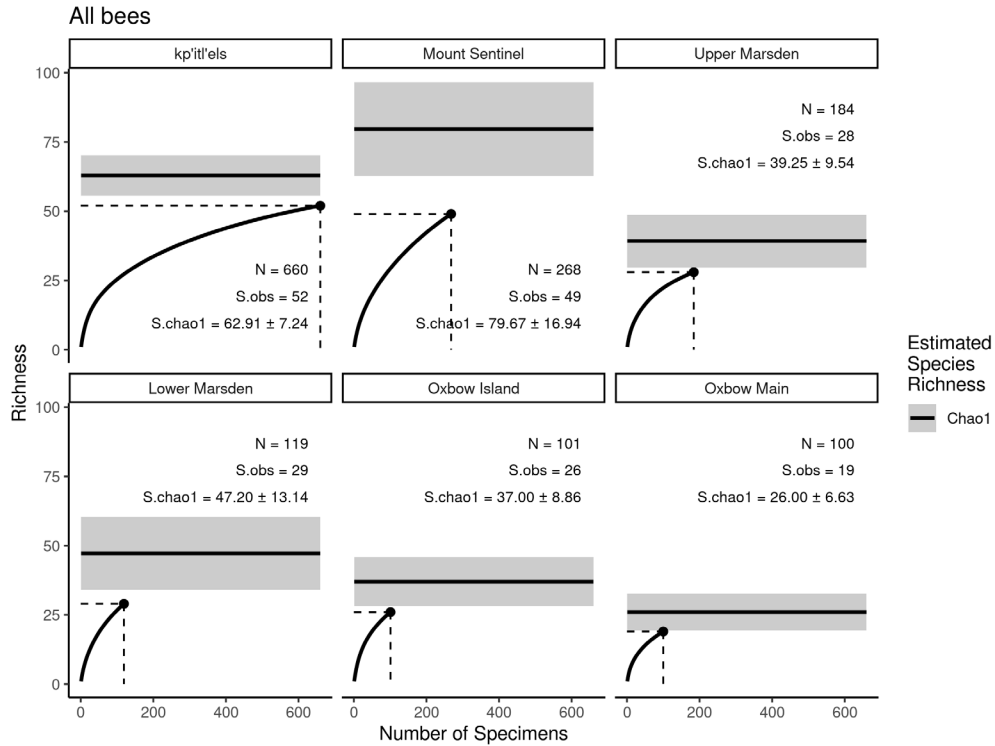 All bees
kp'itl'els
Mount Sentinel
Upper Marsden
100
75
50
25
0
N = 660
S.obs = 52
S.chao1 = 62.91 ± 7.24
N = 268
S.obs = 49
S.chao1 = 79.67 ± 16.94
N = 184
S.obs = 28
S.chao1 = 39.25 ± 9.54
Richness
Lower Marsden
Oxbow Island
Oxbow Main
100
75
50
25
0
N = 119
S.obs = 29
S.chao1 = 47.20 ± 13.14
N = 101
S.obs = 26
S.chao1 = 37.00 ± 8.86
N = 100
S.obs = 19
S.chao1 = 26.00 ± 6.63
0 200 400 600
0 200 400 600
0 200 400 600
Number of Specimens
Estimated
Species
Richness
Chao1